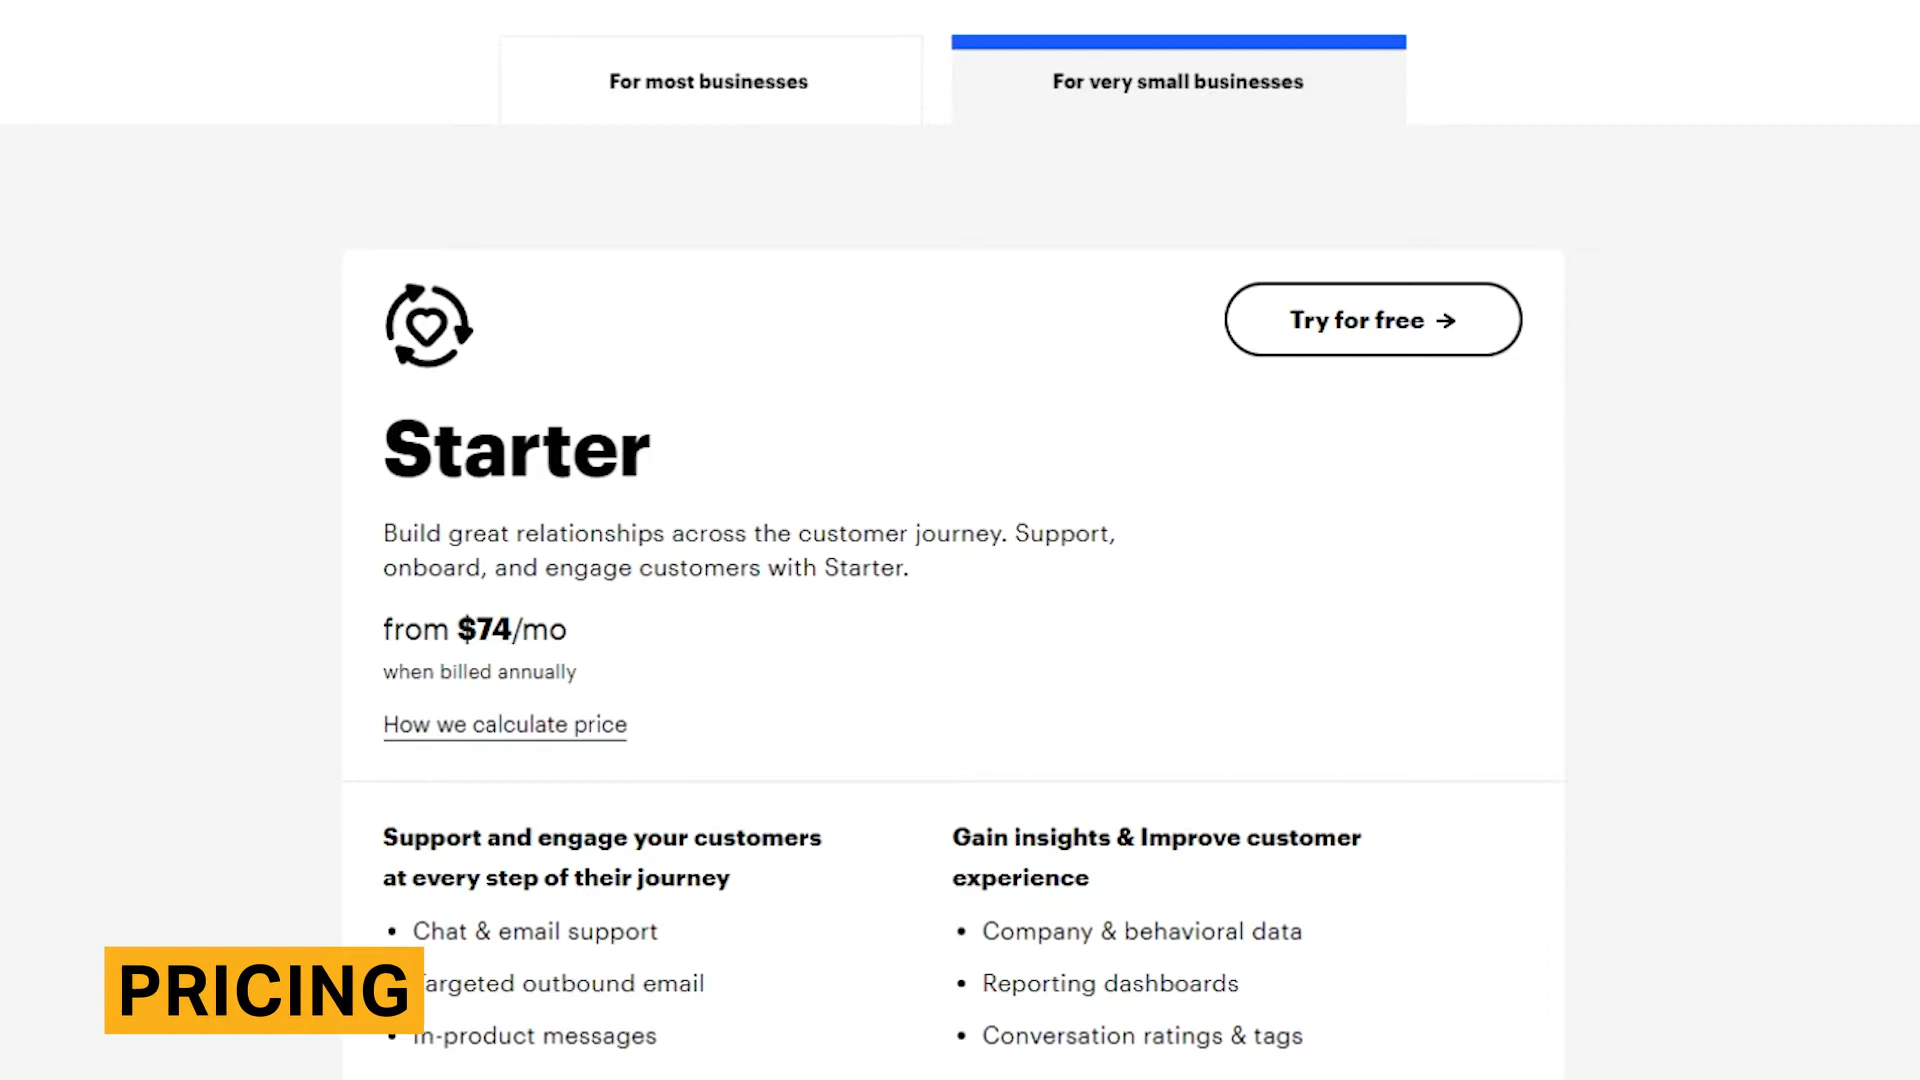 For most businesses
For very small businesses
Try for free →
Starter
Build great relationships across the customer journey. Support,
onboard, and engage customers with Starter.
from $74/mo
when billed annually
How we calculate price
Support and engage your customers
at every step of their journey
• Chat & email support
Targeted outbound email
• In-product messages
Gain insights & Improve customer
experience
• Company & behavioral data
• Reporting dashboards
• Conversation ratings & tags
PRICING